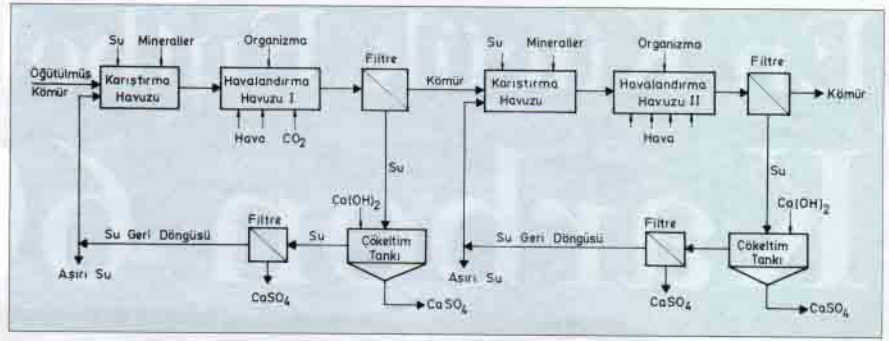 Su Mineraller
Organizma
Filtre
Öğütülmüş
Kömür
Karıştırma
Havuzu
Havalandırma
Havuzu I
Hava CO₂
Kömür
Su Mineraller
Organizma
Filtre
Karıştırma
Havuzu
Havalandırma
Havuzu II
Hava
Kömür
Su
Ca(OH)₂
Filtre
Su Geri Döngüsü
Su
Çökeltim
Tankı
Aşırı Su
CaSO₄
CaSO₄
Su
Ca(OH)₂
Filtre
Su Geri Döngüsü
Çökeltim
Tankı
Aşırı Su
CaSO₄
CaSO₄